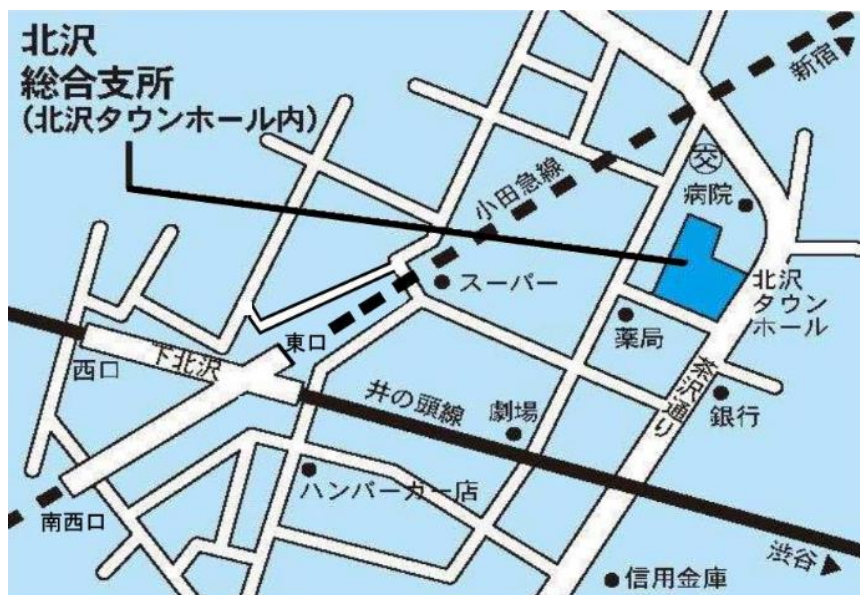 北沢
総合支所
(北沢タウンホール内)
新宿▶
小田急線
交
病院
スーパー
北沢
タウン
ホール
薬局
東口
西口
下北沢
井の頭線
劇場
茶沢通り
銀行
ハンバーガー店
南西口
渋谷▶
信用金庫